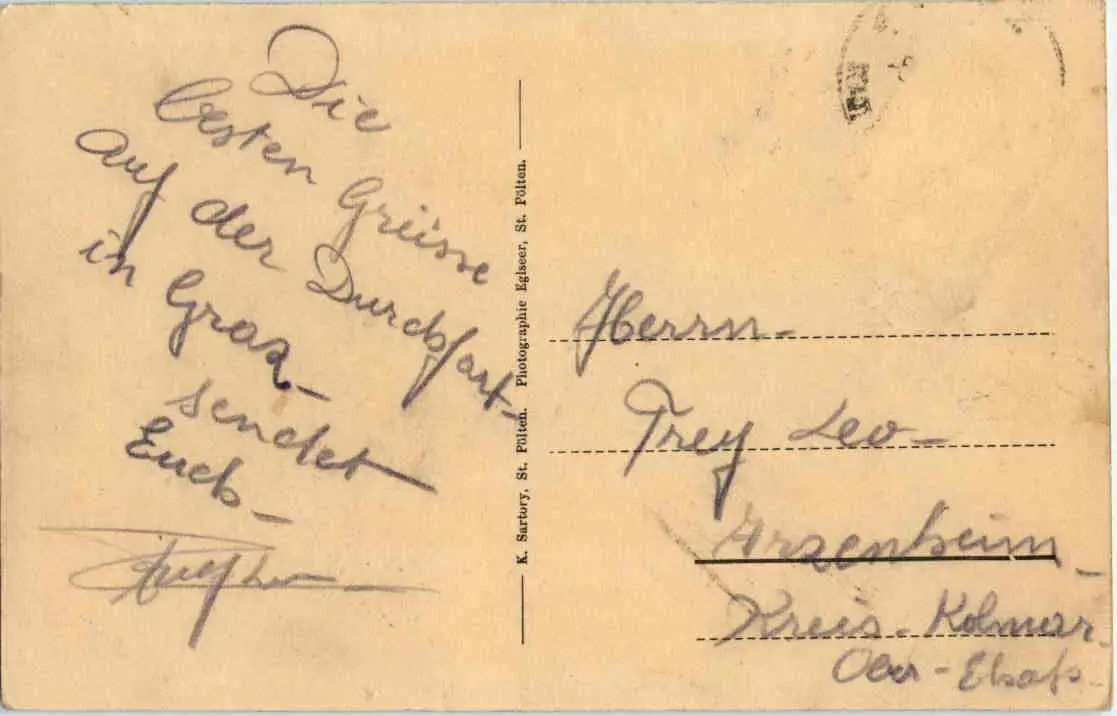 Die
besten Grüsse
auf der Durchfart-
in Graz-
sendet
Euch-
K. Sartory, St. Pölten. Photographie Eglseer, St. Pölten.
Herrn-
Frey Leo-
Arzenheim-
Kreis-Kolmar-
Ober-Elsaß-